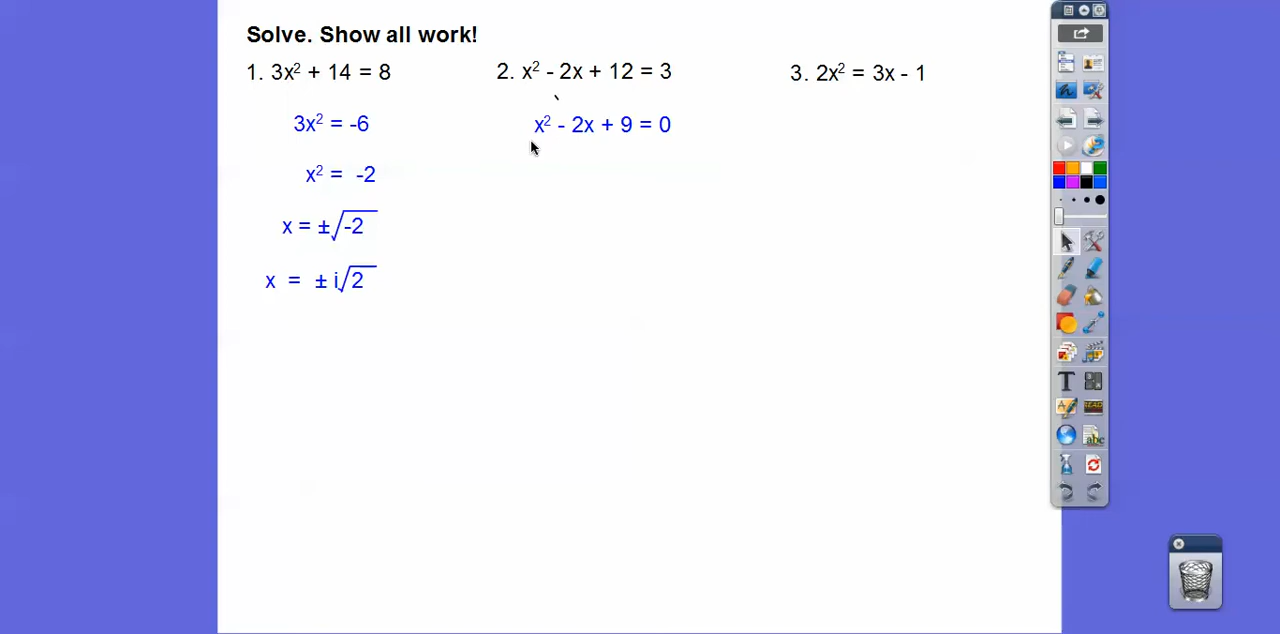 Solve. Show all work!
1. 3x² + 14 = 8
3x² = -6
x² = -2
x = ±√-2
x = ± i√2
2. x² - 2x + 12 = 3
x² - 2x + 9 = 0
3. 2x² = 3x - 1